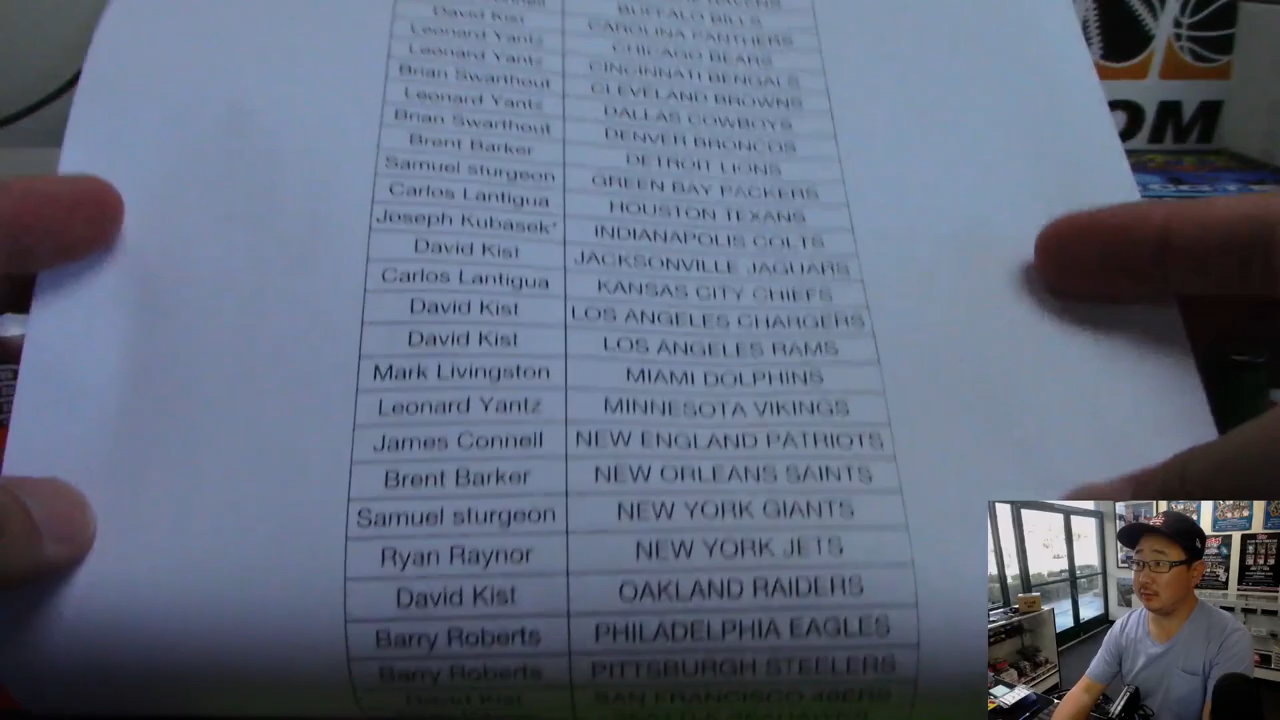 RAVENS
BUFFALO BILLS
David Kist CAROLINA PANTHERS
Leonard Yantz CHICAGO BEARS
Leonard Yantz CINCINNATI BENGALS
Brian Swarthout CLEVELAND BROWNS
Leonard Yantz DALLAS COWBOYS
Brian Swarthout DENVER BRONCOS
Brent Barker DETROIT LIONS
Samuel sturgeon GREEN BAY PACKERS
Carlos Lantigua HOUSTON TEXANS
Joseph Kubasek* INDIANAPOLIS COLTS
David Kist JACKSONVILLE JAGUARS
Carlos Lantigua KANSAS CITY CHIEFS
David Kist LOS ANGELES CHARGERS
David Kist LOS ANGELES RAMS
Mark Livingston MIAMI DOLPHINS
Leonard Yantz MINNESOTA VIKINGS
James Connell NEW ENGLAND PATRIOTS
Brent Barker NEW ORLEANS SAINTS
Samuel sturgeon NEW YORK GIANTS
Ryan Raynor NEW YORK JETS
David Kist OAKLAND RAIDERS
Barry Roberts PHILADELPHIA EAGLES
Barry Roberts PITTSBURGH STEELERS
David Kist SAN FRANCISCO 49ERS
OM